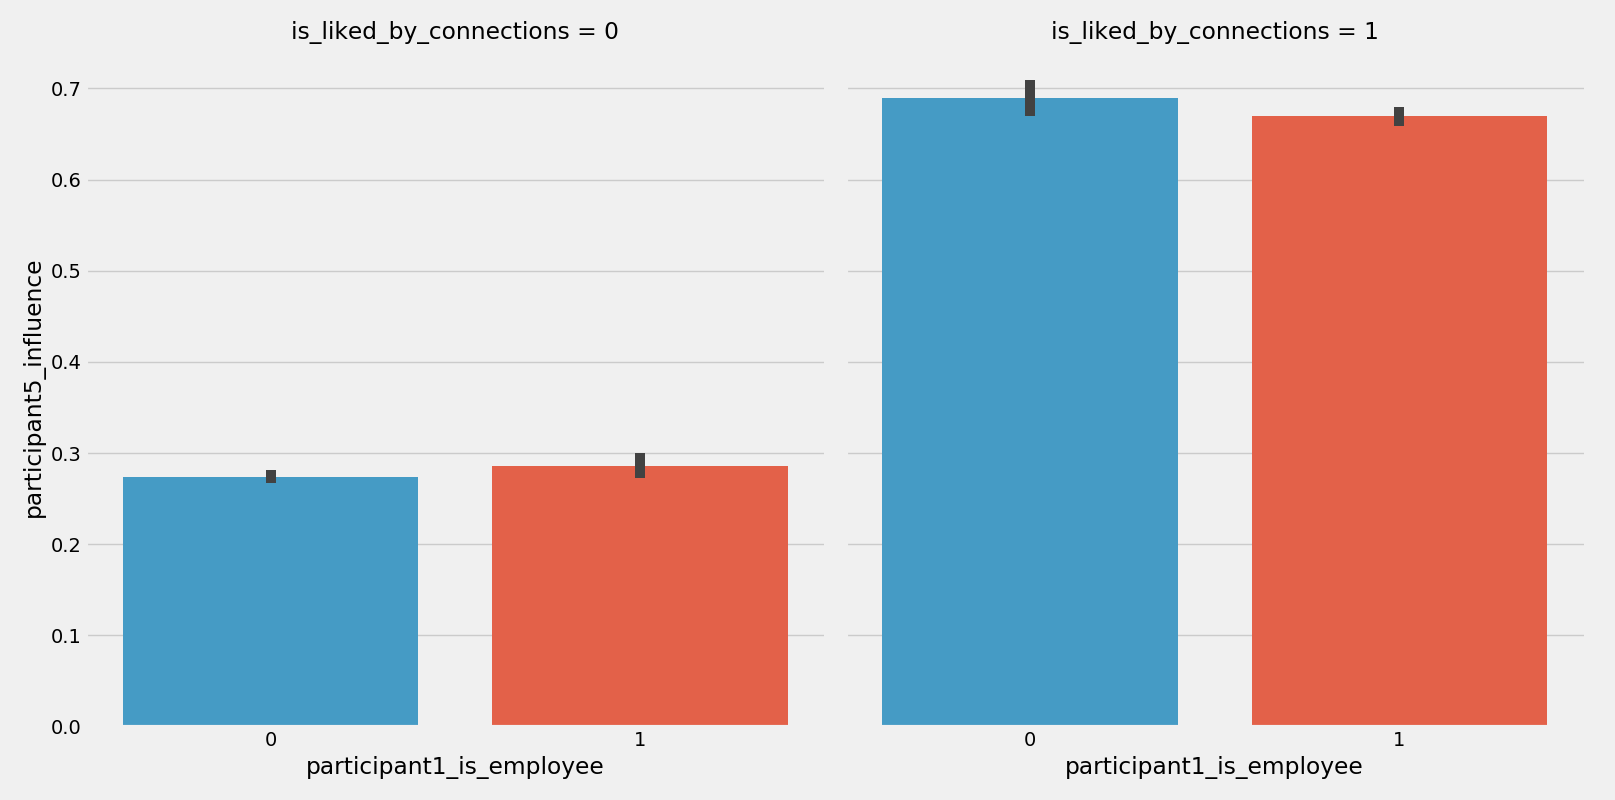 is_liked_by_connections = 0
is_liked_by_connections = 1
participant5_influence
0.7
0.6
0.5
0.4
0.3
0.2
0.1
0.0
0
1
0
1
participant1_is_employee
participant1_is_employee